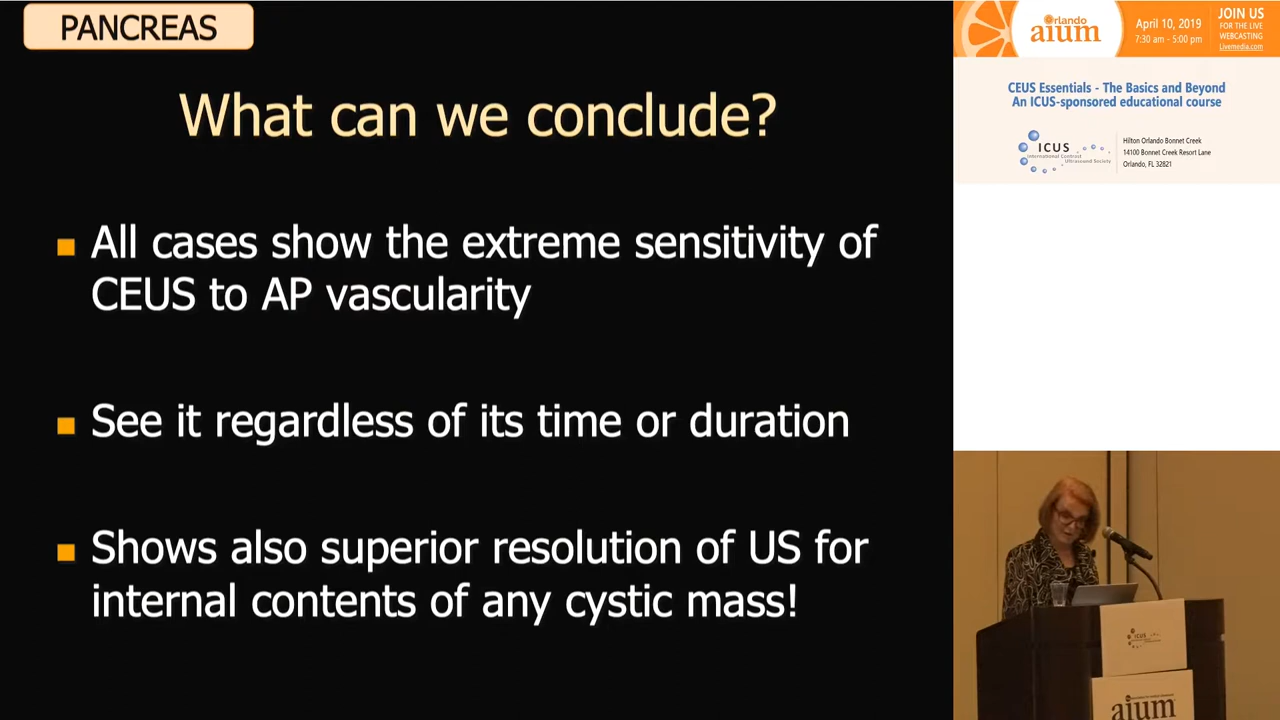 PANCREAS
What can we conclude?
All cases show the extreme sensitivity of
CEUS to AP vascularity
See it regardless of its time or duration
Shows also superior resolution of US for
internal contents of any cystic mass!
Orlando
aium
April 10, 2019
7:30 am - 5:00 pm
JOIN US
FOR THE LIVE
WEBCASTING
Livemedia.com
CEUS Essentials - The Basics and Beyond
An ICUS-sponsored educational course
ICUS
International Contrast
Ultrasound Society
Hilton Orlando Bonnet Creek
14100 Bonnet Creek Resort Lane
Orlando, FL 32821
ICUS
aium